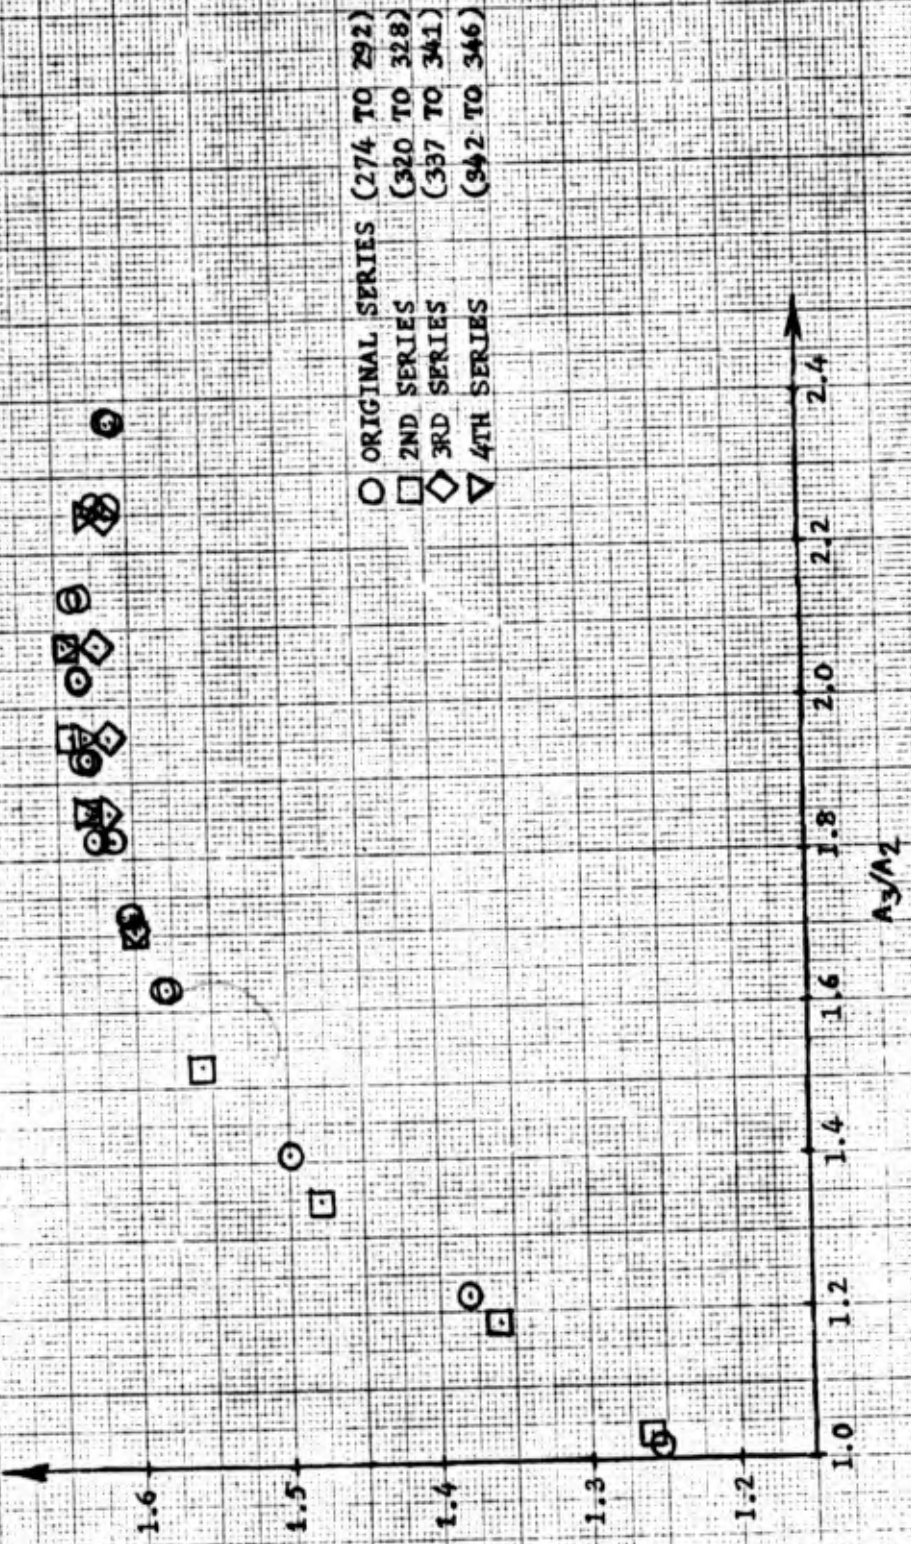 1.6
1.5
1.4
1.3
1.2
○ ORIGINAL SERIES (274 TO 292)
□ 2ND SERIES (320 TO 328)
◇ 3RD SERIES (337 TO 341)
▽ 4TH SERIES (342 TO 346)
1.0 1.2 1.4 1.6 1.8 2.0 2.2 2.4
A3/A2